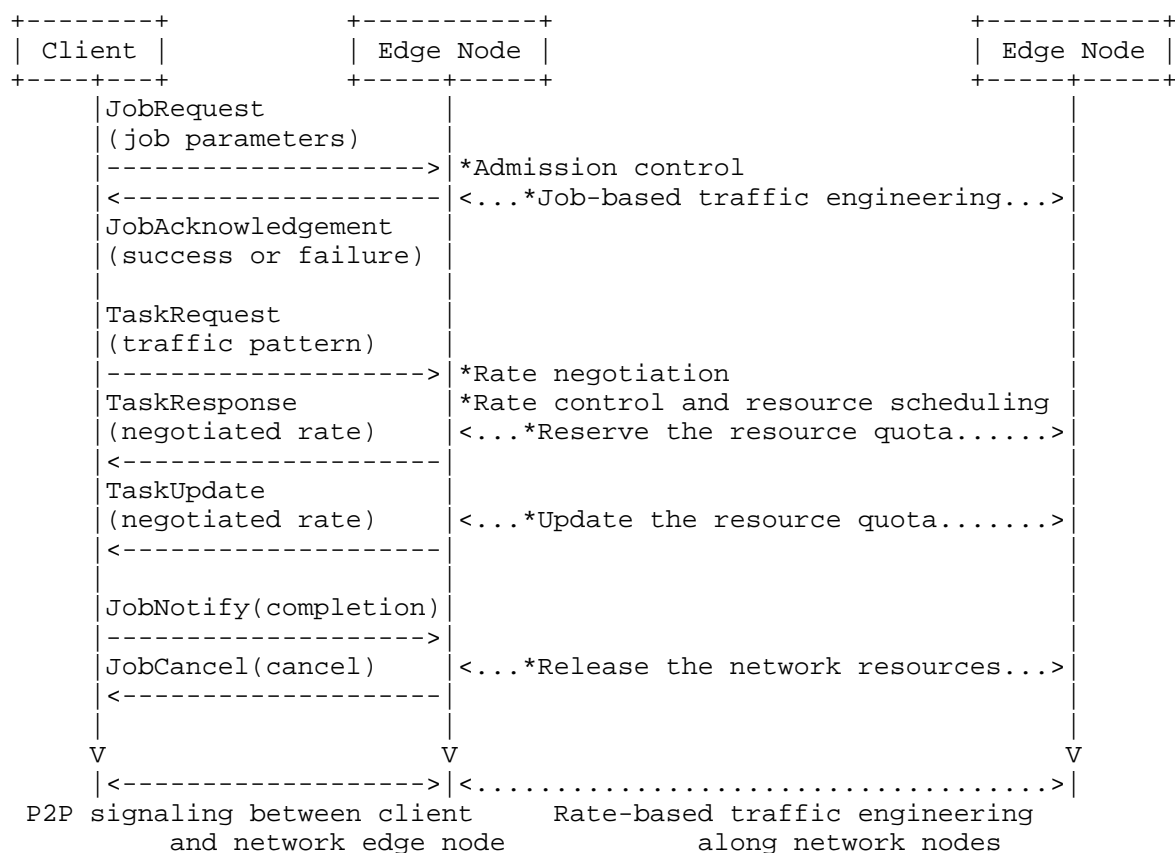 +--------+               +-----------+                                 +-----------+
| Client |               | Edge Node |                                 | Edge Node |
+----+---+               +-----+-----+                                 +-----+-----+
|JobRequest | |
|(job parameters) | |
|--------------------->|*Admission control |
|<---------------------|<...*Job-based traffic engineering...>|
|JobAcknowledgement | |
|(success or failure) | |
| | |
|TaskRequest | |
|(traffic pattern) | |
|--------------------->|*Rate negotiation |
|TaskResponse |*Rate control and resource scheduling |
|(negotiated rate) |<...*Reserve the resource quota......>|
|<---------------------| |
|TaskUpdate | |
|(negotiated rate) |<...*Update the resource quota.......>|
|<---------------------| |
| | |
|JobNotify(completion)| |
|--------------------->| |
|JobCancel(cancel) |<...*Release the network resources...>|
|<---------------------| |
| | |
V V V
|<-------------------->|<.....................................>|
P2P signaling between client Rate-based traffic engineering
and network edge node along network nodes